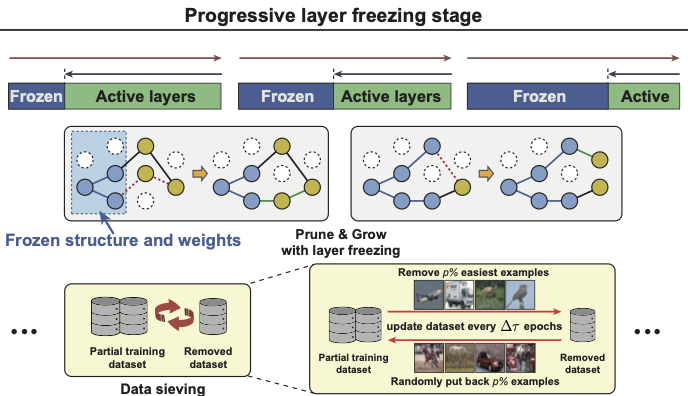 Progressive layer freezing stage
Frozen Active layers
Frozen Active layers
Frozen Active
Frozen structure and weights
Prune & Grow
with layer freezing
Partial training
dataset
Removed
dataset
Data sieving
Remove p% easiest examples
update dataset every Δτ epochs
Partial training
dataset
Removed
dataset
Randomly put back p% examples